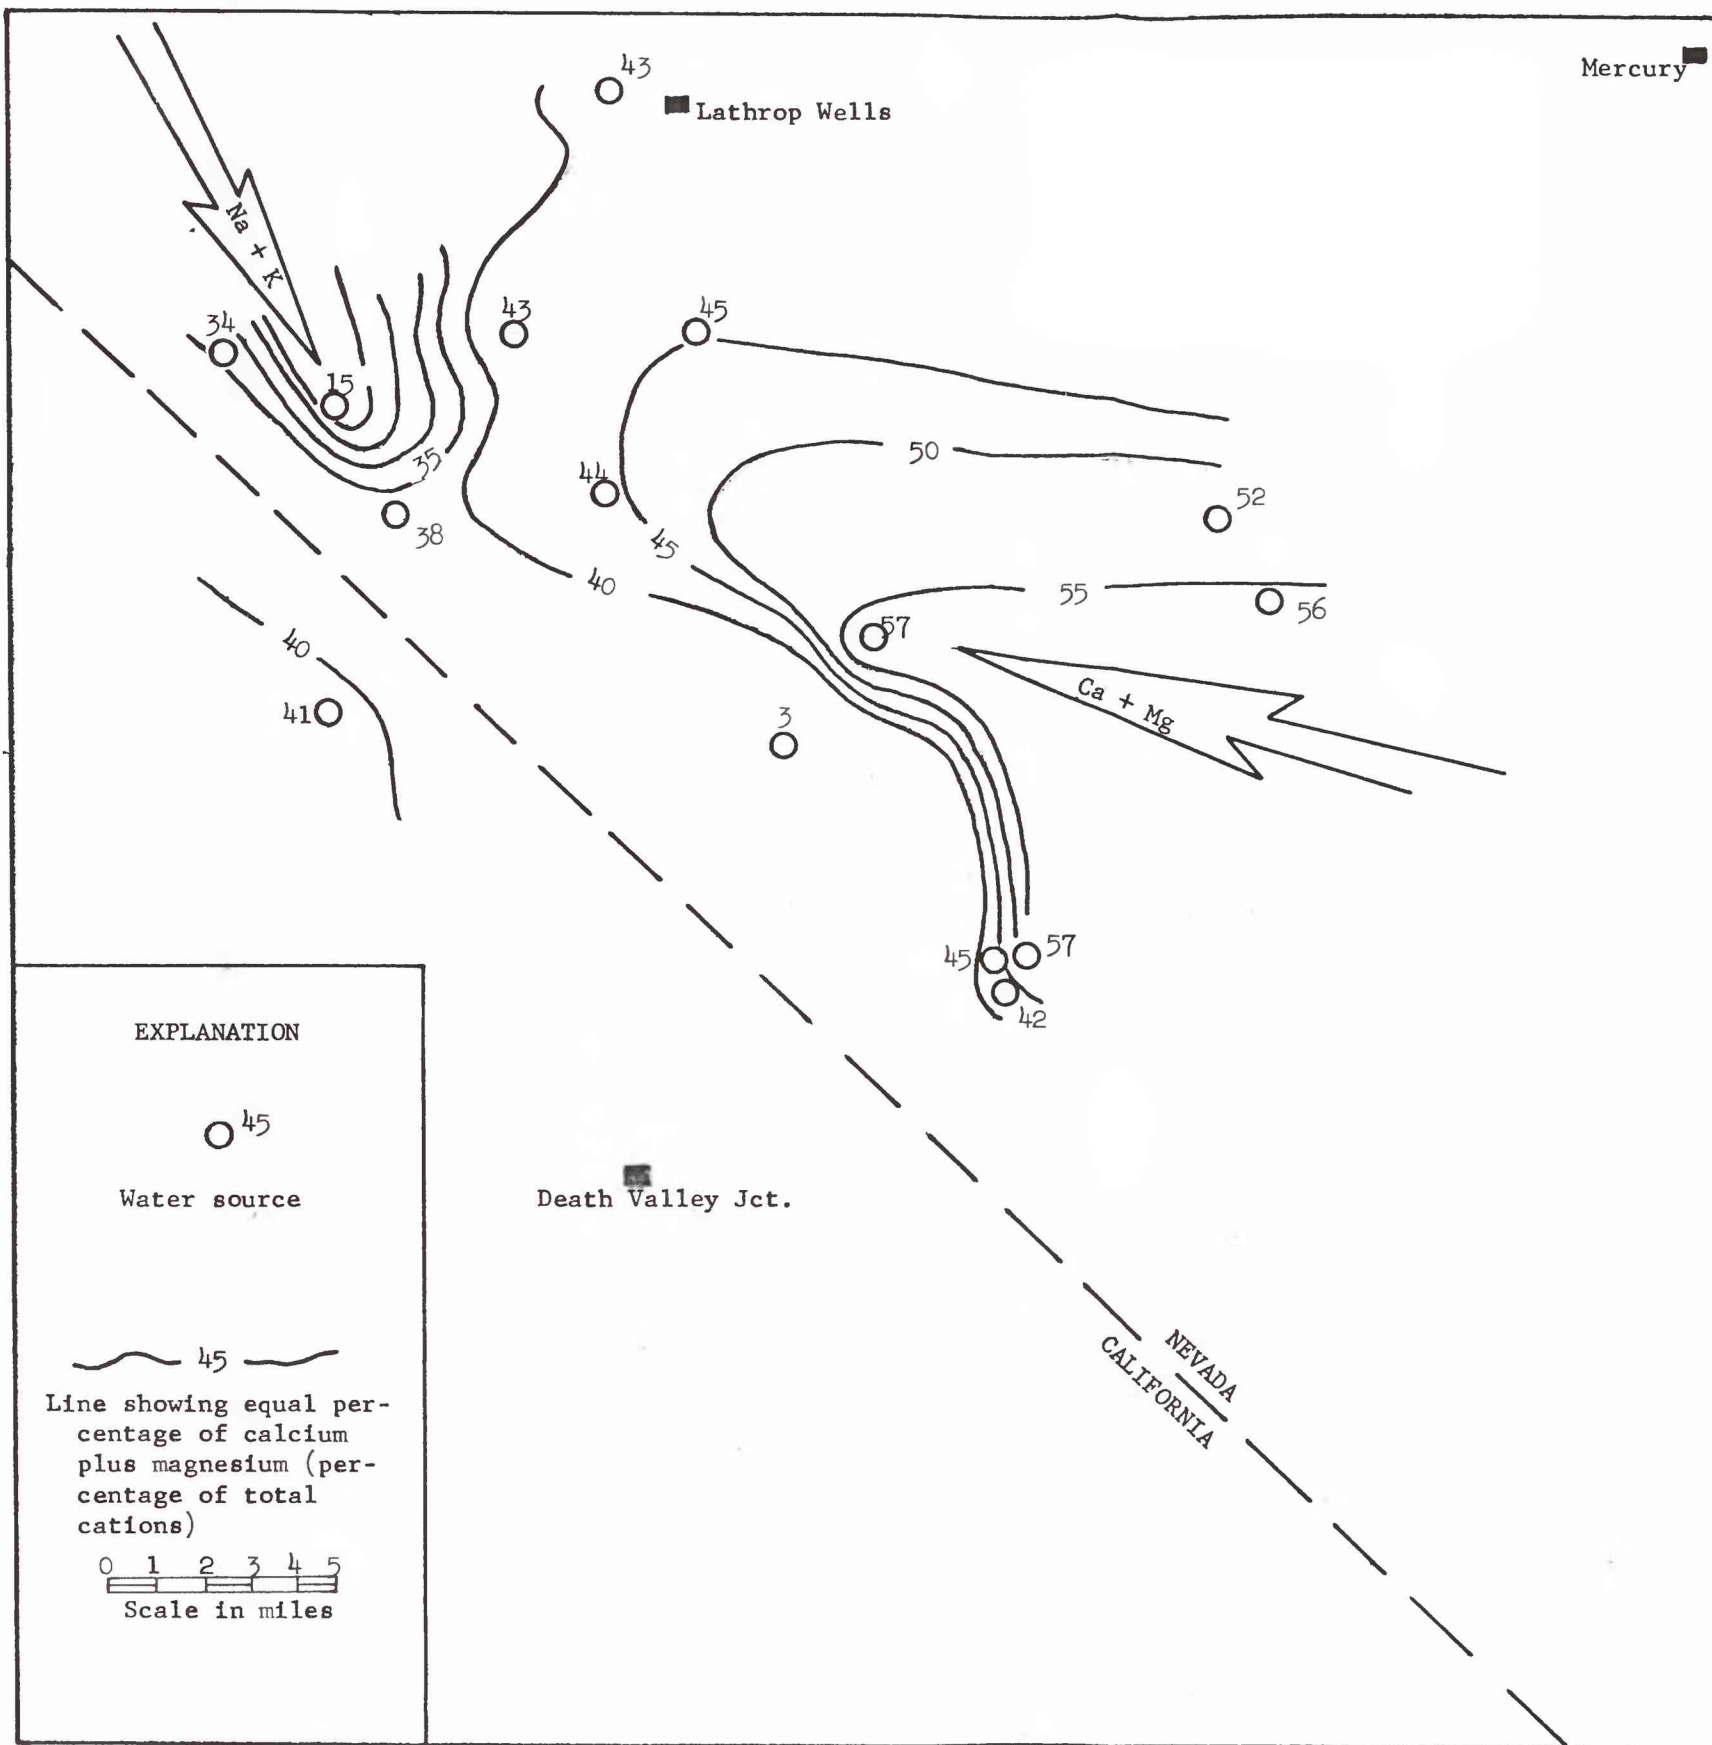 Mercury
43
Lathrop Wells
Na + K
34
43
45
15
50
35
44
52
38
45
40
55
56
57
40
Ca + Mg
41
3
45
57
42
EXPLANATION
45
Water source
Death Valley Jct.
NEVADA
CALIFORNIA
45
Line showing equal per-
centage of calcium
plus magnesium (per-
centage of total
cations)
0 1 2 3 4 5
Scale in miles